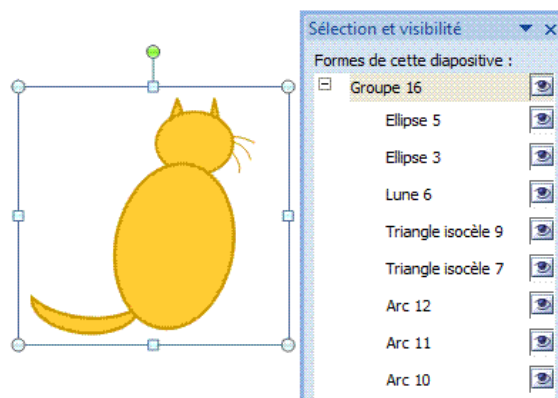 Sélection et visibilité
Formes de cette diapositive :
Groupe 16
Ellipse 5
Ellipse 3
Lune 6
Triangle isocèle 9
Triangle isocèle 7
Arc 12
Arc 11
Arc 10